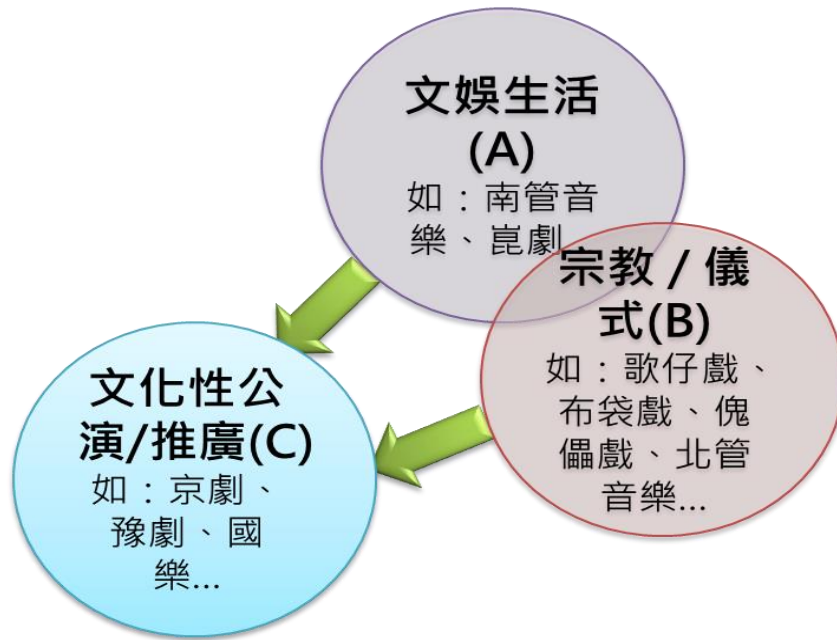 文娛生活
(A)
如：南管音
樂、崑劇
宗教／儀
式(B)
如：歌仔戲、
布袋戲、傀
儡戲、北管
音樂...
文化性公
演/推廣(C)
如：京劇、
豫劇、國
樂...